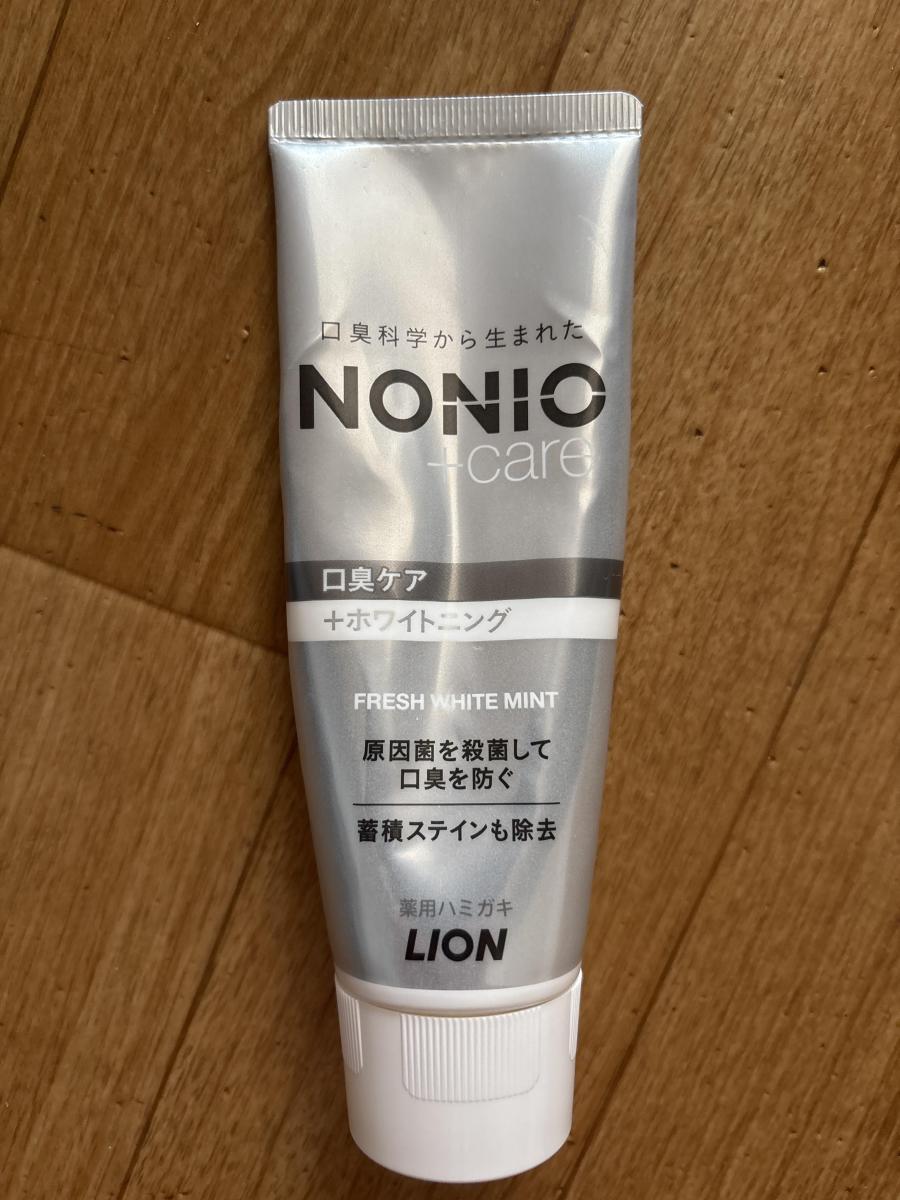 口臭科学から生まれた
NONIO
+care
口臭ケア
+ホワイトニング
FRESH WHITE MINT
原因菌を殺菌して
口臭を防ぐ
蓄積ステインも除去
薬用ハミガキ
LION